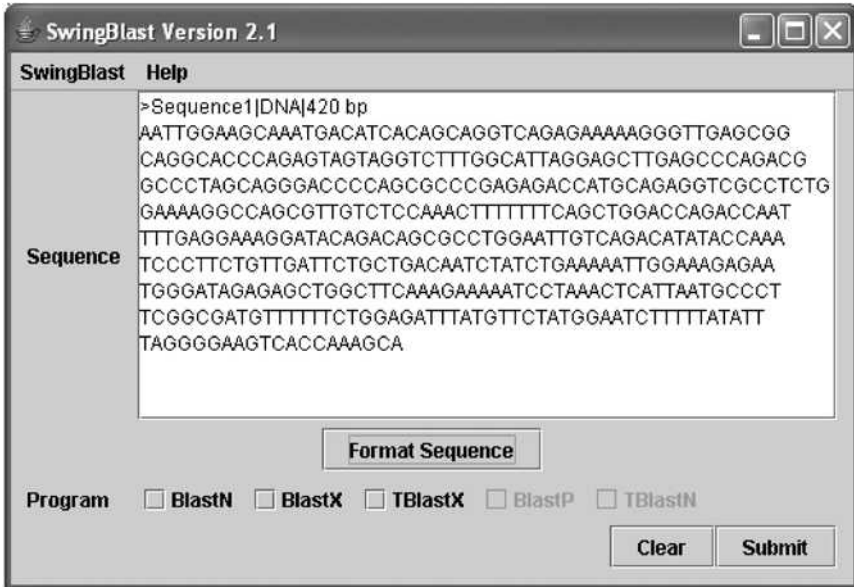 SwingBlast Version 2.1
SwingBlast Help
>Sequence1|DNA|420 bp
AATTGGAAGCAAATGACATCACAGCAGGTCAGAGAAAAAGGGTTGAGCGG
CAGGCACCCAGAGTAGTAGGTCTTTGGCATTAGGAGCTTGAGCCCAGACG
GCCCTAGCAGGGACCCCAGCGCCCGAGAGACCATGCAGAGGTCGCCTCTG
GAAAAGGCCAGCGTTGTCTCCAAACTTTTTTTCAGCTGGACCAGACCAAT
TTTGAGGAAAGGATACAGACAGCGCCTGGAATTGTCAGACATATACCAAA
Sequence
TCCCTTCTGTTGATTCTGCTGACAATCTATCTGAAAAATTGGAAAGAGAA
TGGGATAGAGAGCTGGCTTCAAAGAAAAATCCTAAACTCATTAATGCCCT
TCGGCGATGTTTTTTCTGGAGATTTATGTTCTATGGAATCTTTTTATATT
TAGGGGAAGTCACCAAAGCA
Format Sequence
Program BlastN BlastX TBlastX BlastP TBlastN
Clear Submit